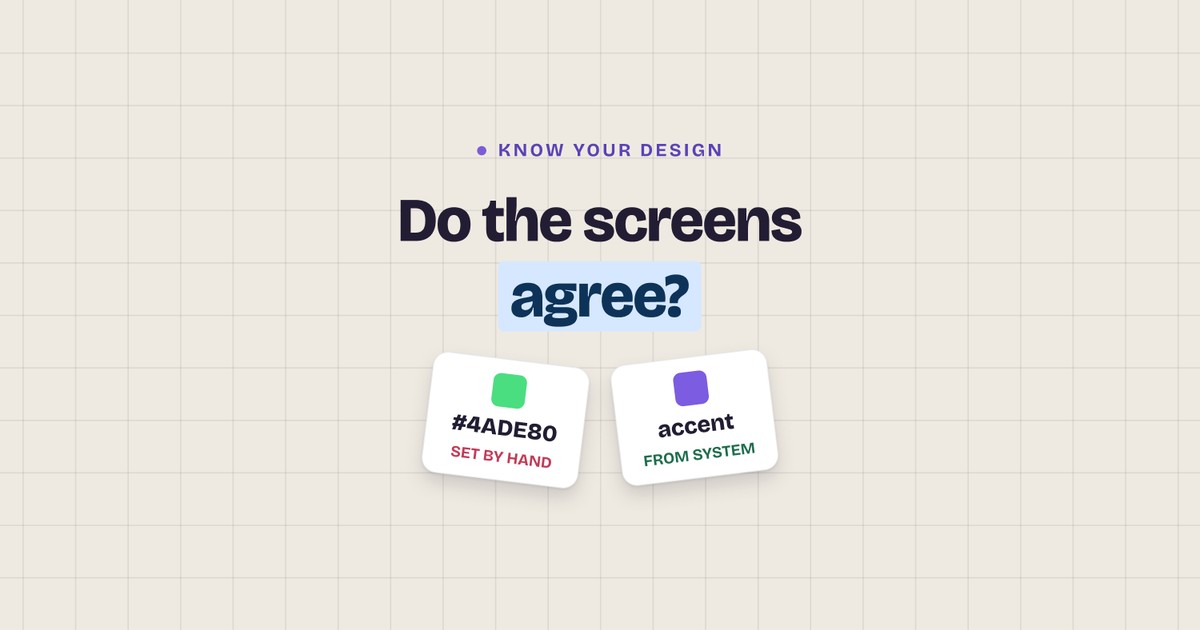 KNOW YOUR DESIGN
Do the screens
agree?
#4ADE80
SET BY HAND
accent
FROM SYSTEM